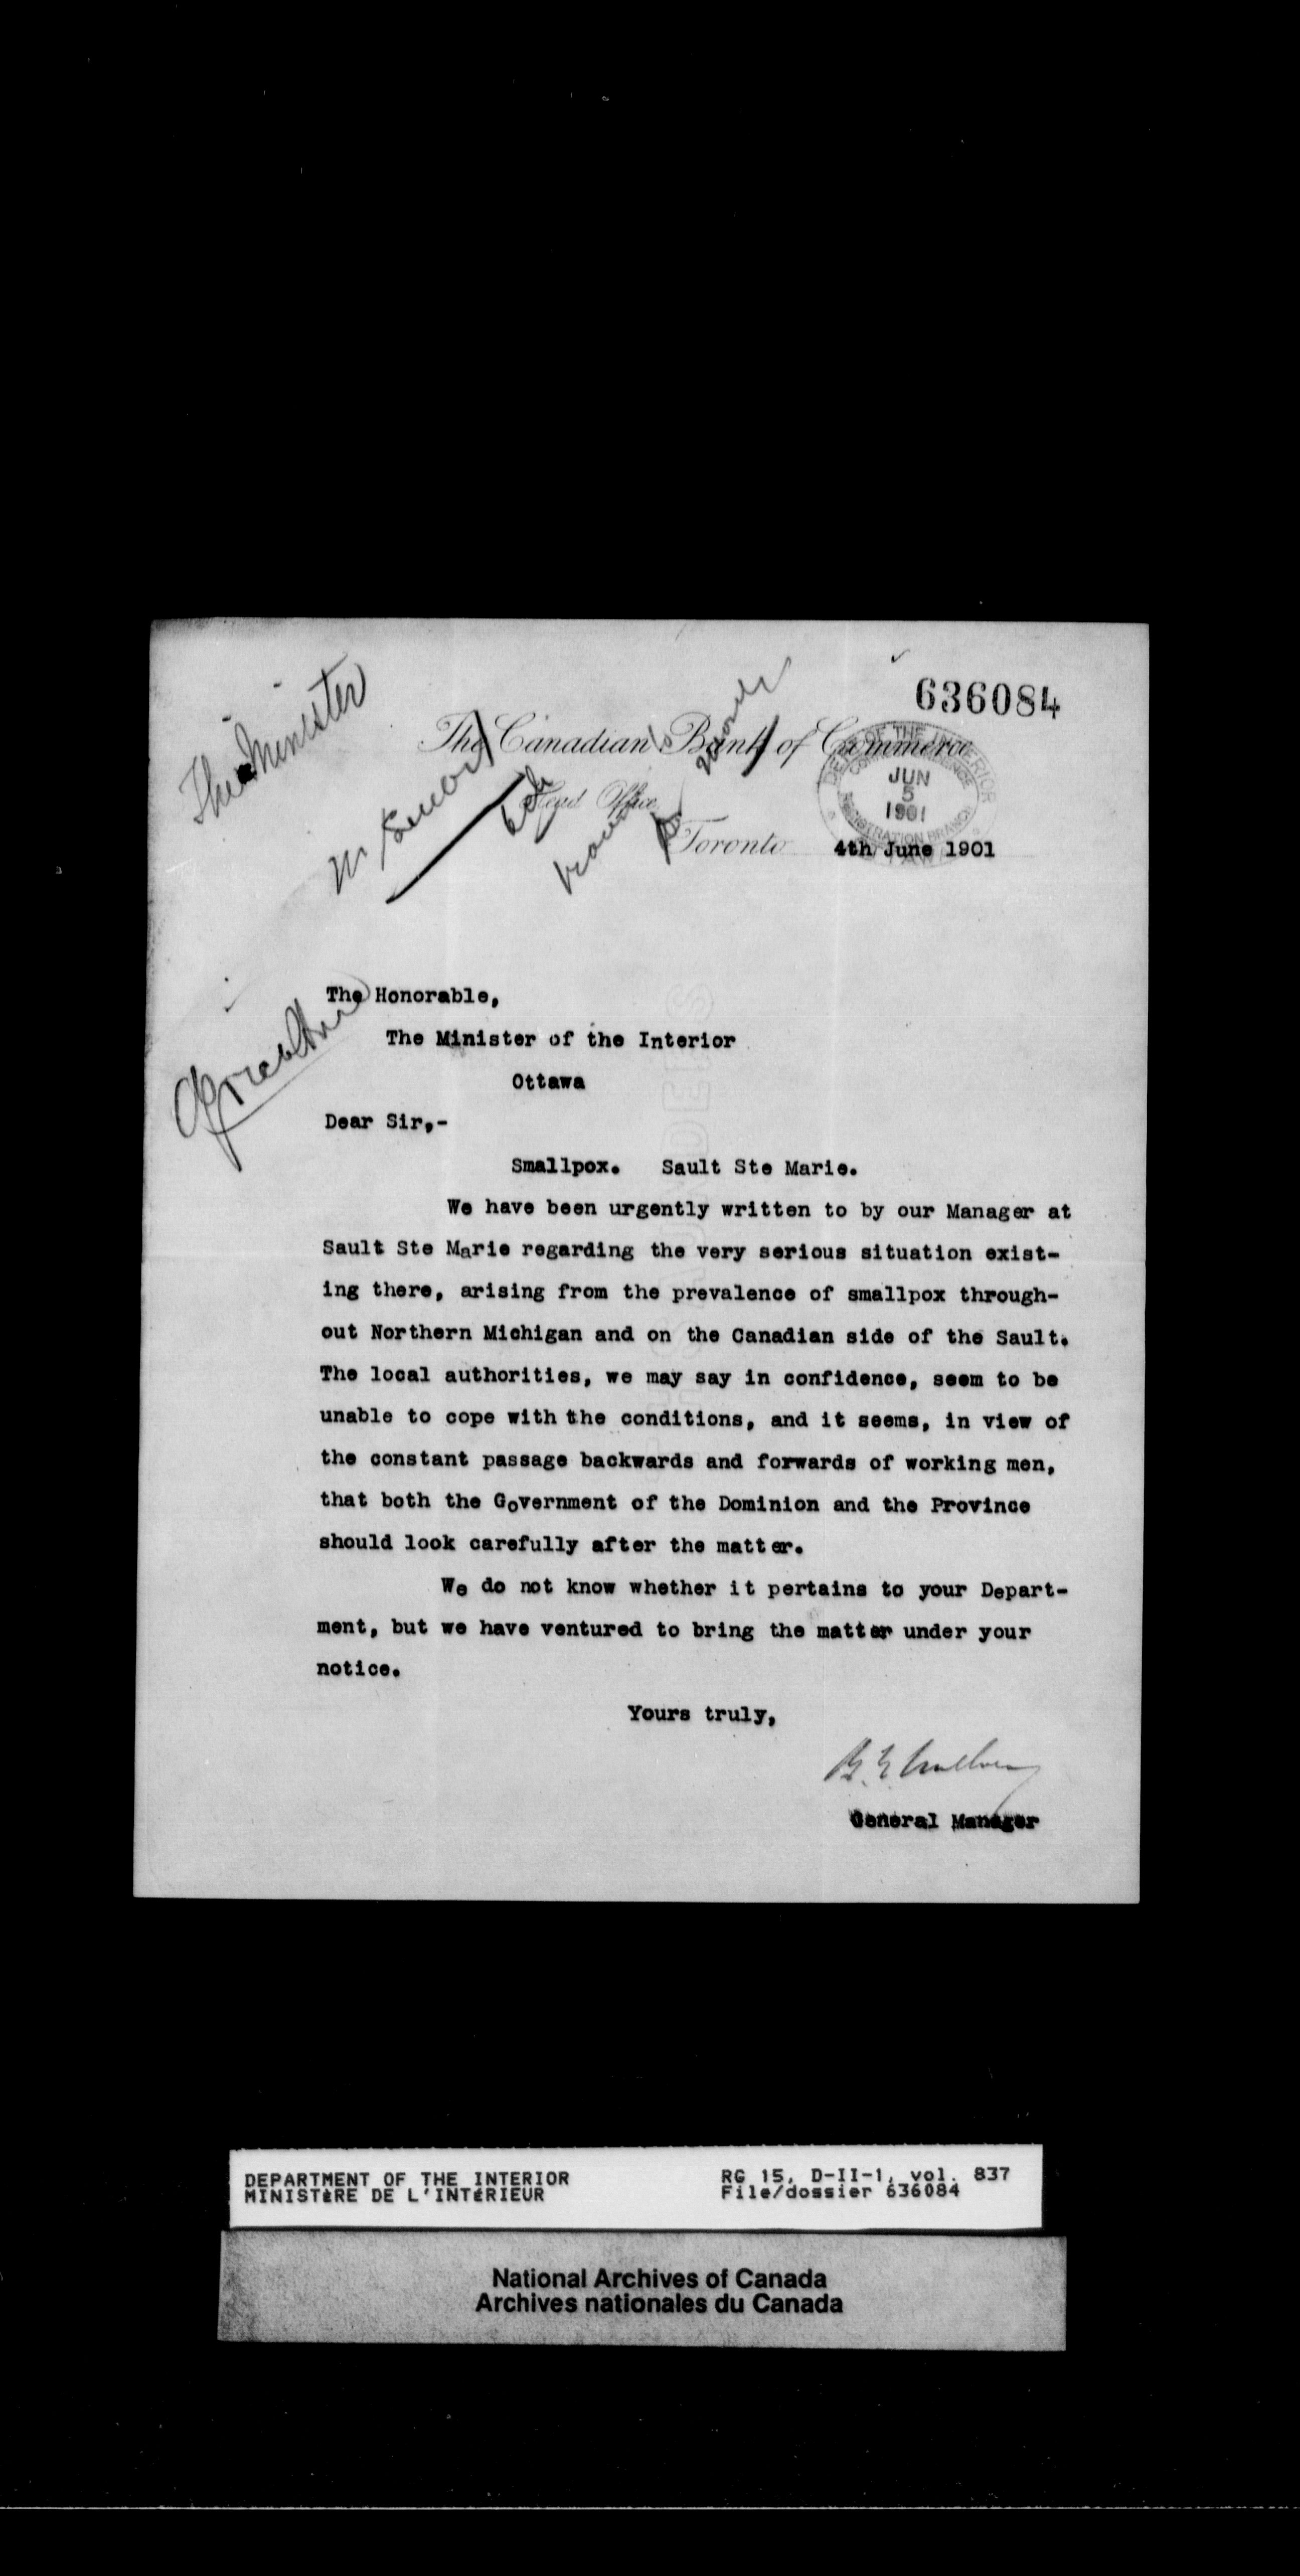 The Minister
636084
The Canadian Bank of Commerce
Head Office
DEPT OF THE INTERIOR
CORRESPONDENCE
JUN
5
1901
REGISTRATION BRANCH
Toronto 4th June 1901
Agriculture
The Honorable,
The Minister of the Interior
Ottawa
Dear Sir,-
Smallpox. Sault Ste Marie.
We have been urgently written to by our Manager at
Sault Ste Marie regarding the very serious situation exist-
ing there, arising from the prevalence of smallpox through-
out Northern Michigan and on the Canadian side of the Sault.
The local authorities, we may say in confidence, seem to be
unable to cope with the conditions, and it seems, in view of
the constant passage backwards and forwards of working men,
that both the Government of the Dominion and the Province
should look carefully after the matter.
We do not know whether it pertains to your Depart-
ment, but we have ventured to bring the matter under your
notice.
Yours truly,
General Manager
DEPARTMENT OF THE INTERIOR RG 15, D-II-1, vol. 837
MINISTÈRE DE L'INTÉRIEUR File/dossier 636084
National Archives of Canada
Archives nationales du Canada